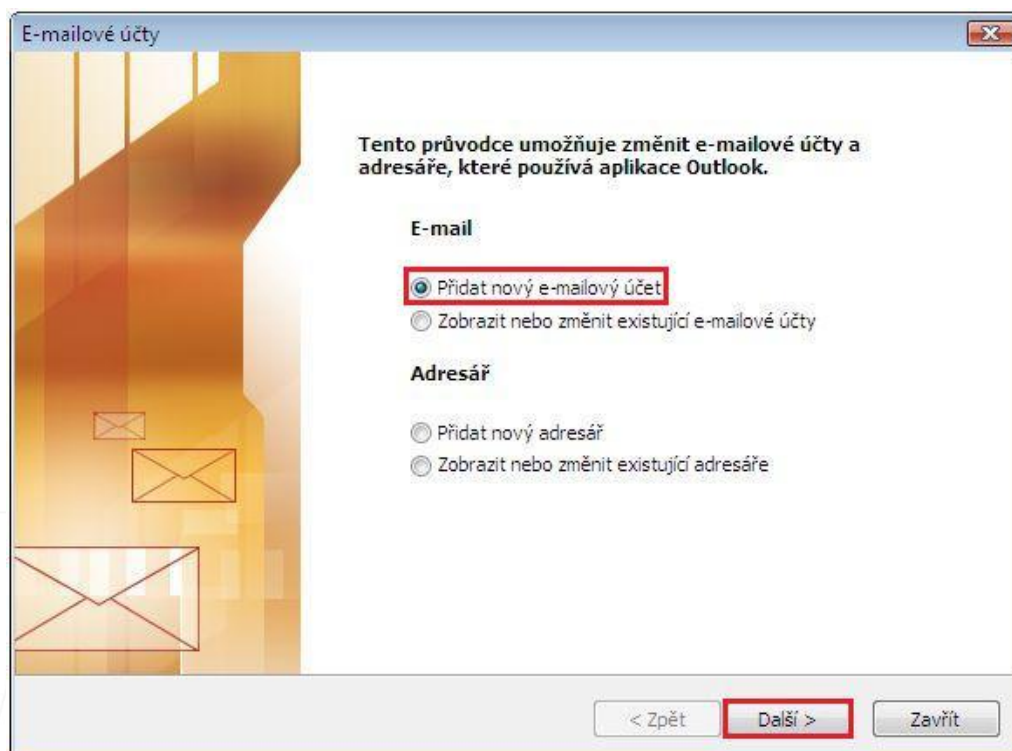 E-mailové účty
Tento průvodce umožňuje změnit e-mailové účty a
adresáře, které používá aplikace Outlook.
E-mail
Přidat nový e-mailový účet
Zobrazit nebo změnit existující e-mailové účty
Adresář
Přidat nový adresář
Zobrazit nebo změnit existující adresáře
< Zpět
Další >
Zavřít